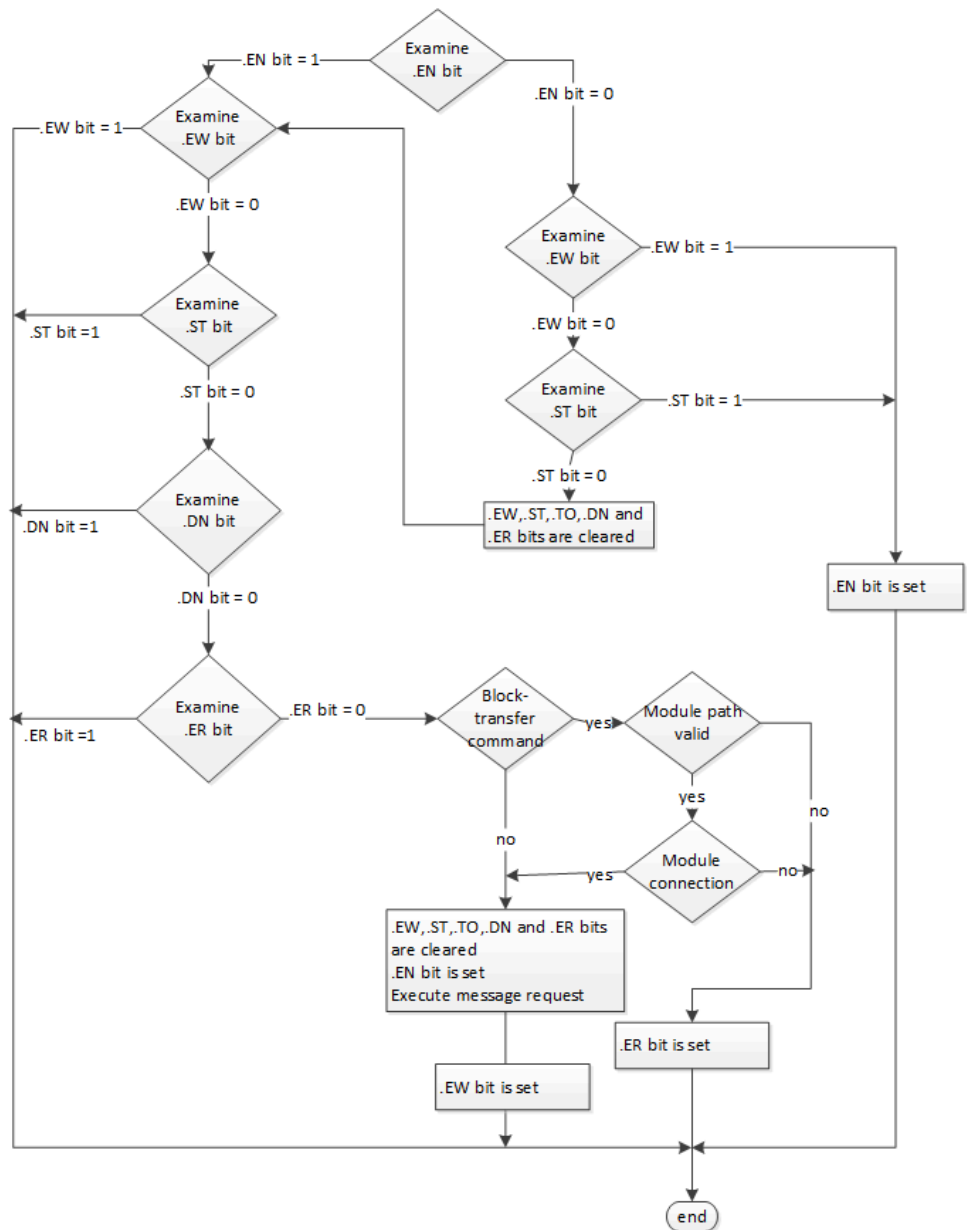 Examine
.EN bit
.EN bit = 1
.EN bit = 0
Examine
.EW bit
.EW bit = 1
.EW bit = 0
Examine
.EW bit
.EW bit = 1
.EW bit = 0
Examine
.ST bit
.ST bit =1
.ST bit = 0
Examine
.ST bit
.ST bit = 1
.ST bit = 0
.EW,.ST,.TO,.DN and
.ER bits are cleared
Examine
.DN bit
.DN bit =1
.DN bit = 0
.EN bit is set
Examine
.ER bit
.ER bit =1
.ER bit = 0
Block-
transfer
command
yes
Module path
valid
yes
no
no
Module
connection
yes
no
.EW,.ST,.TO,.DN and .ER bits
are cleared
.EN bit is set
Execute message request
.ER bit is set
.EW bit is set
end